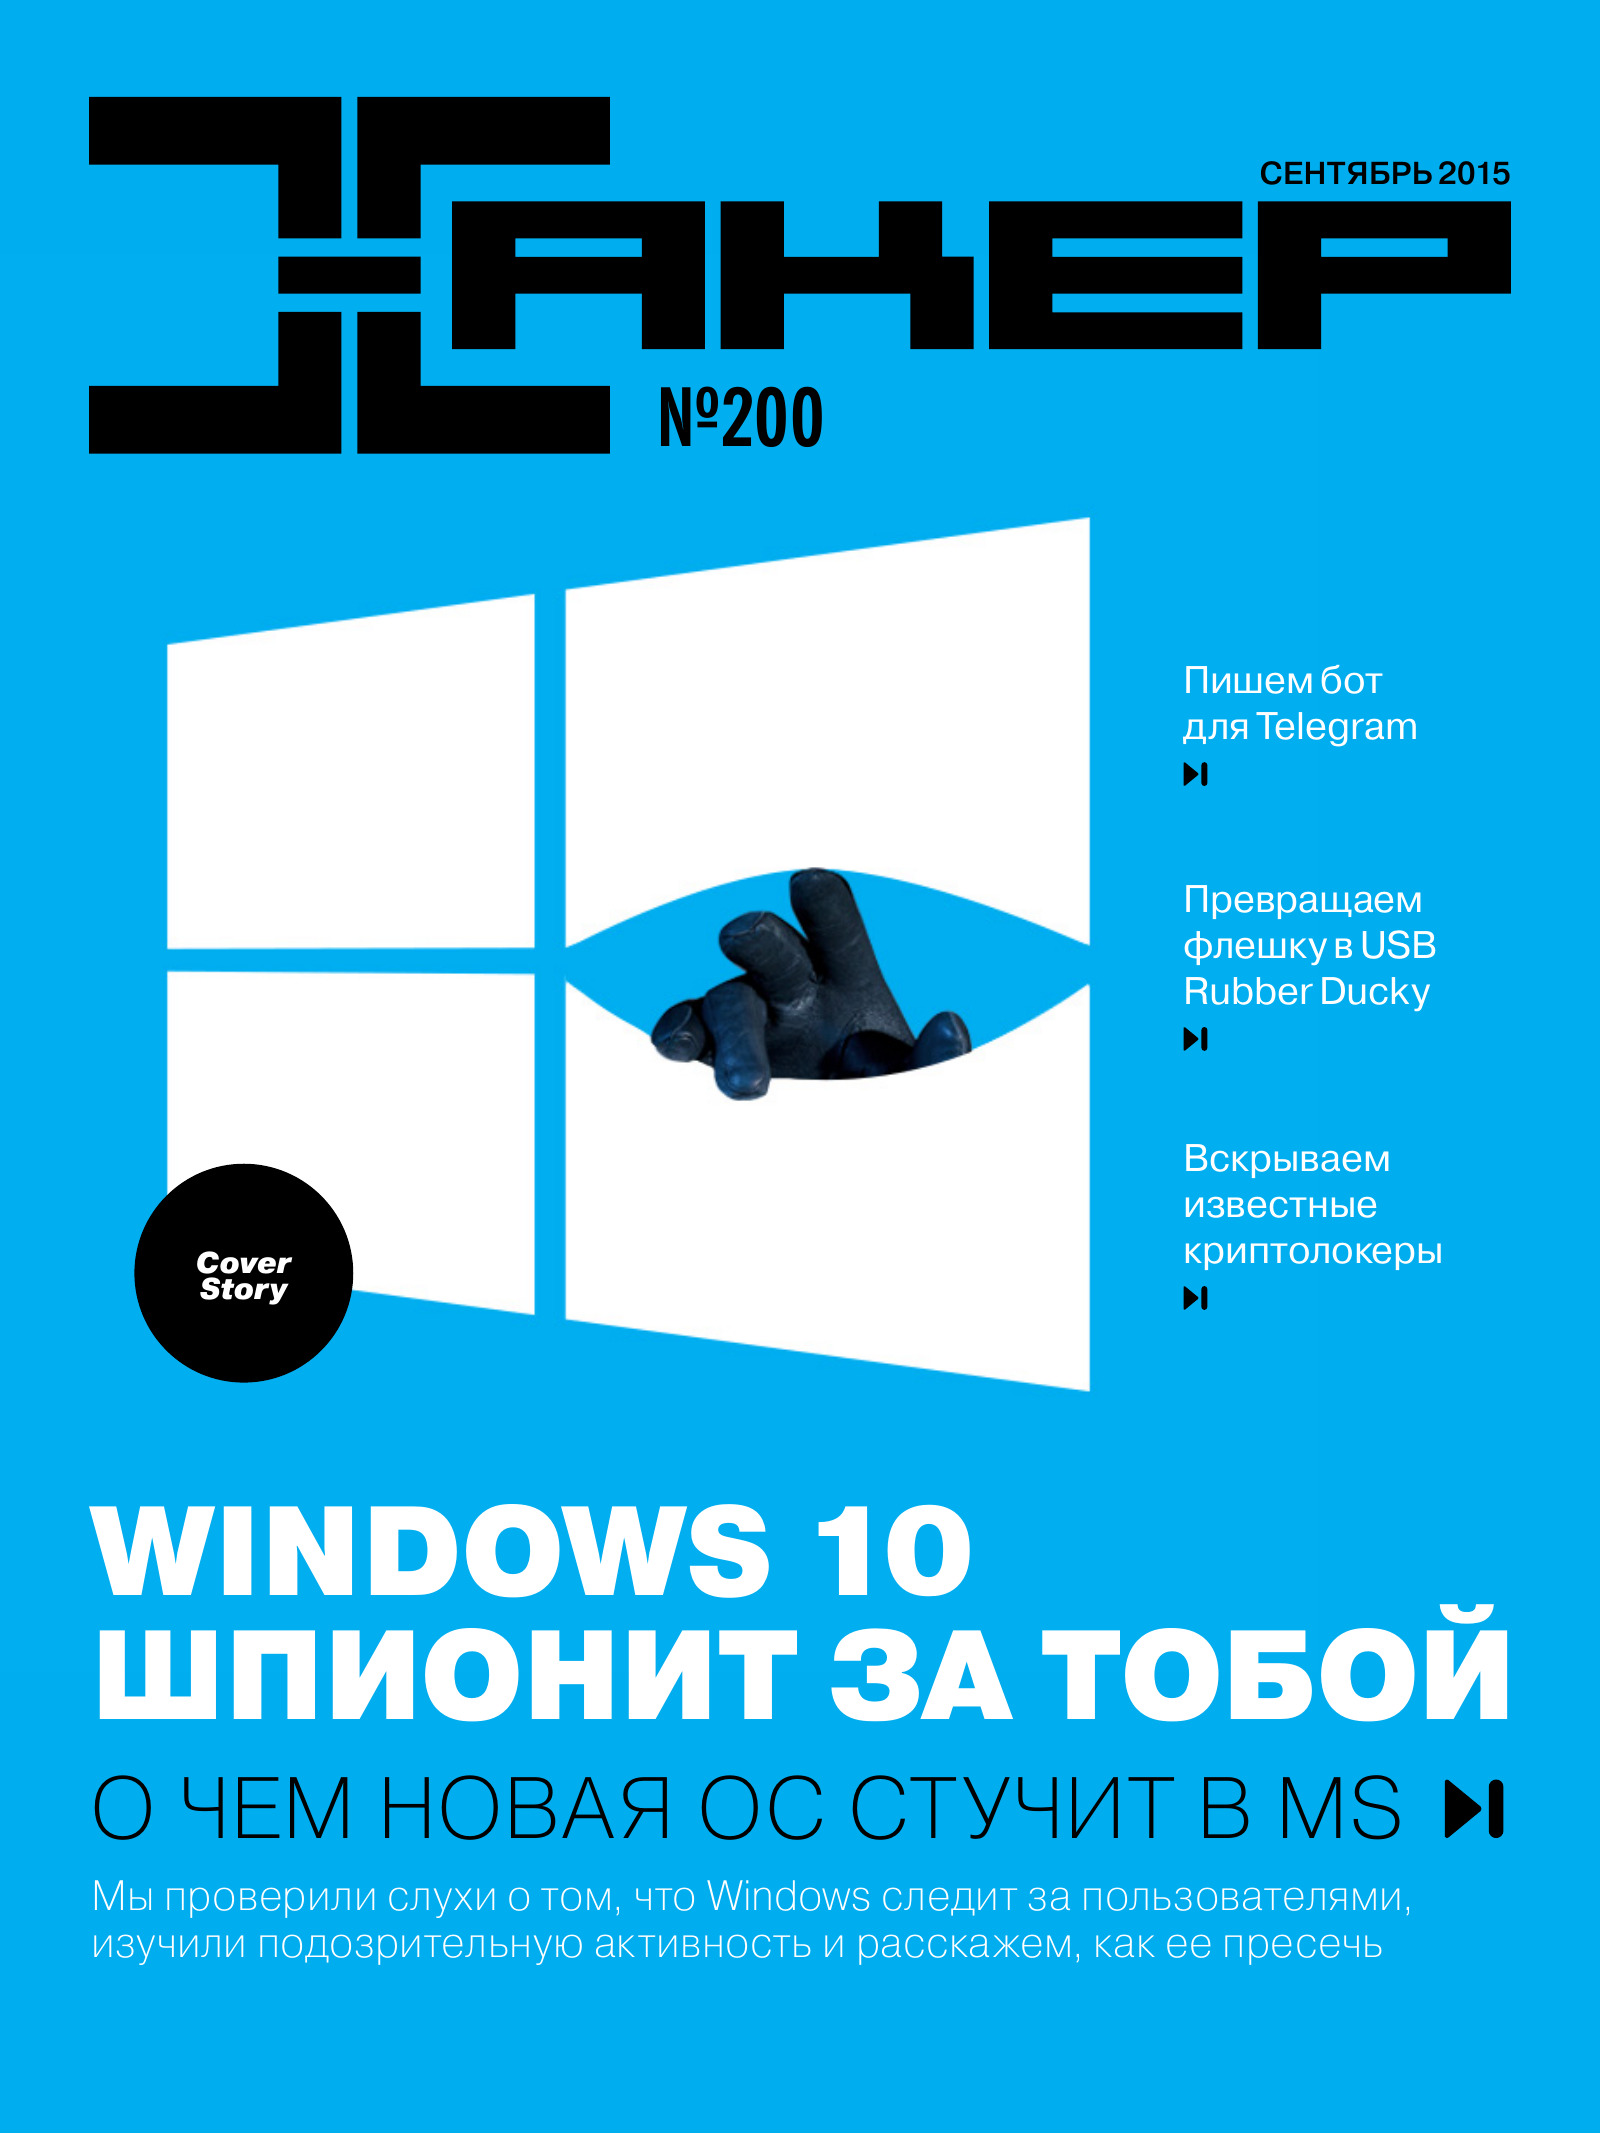 СЕНТЯБРЬ 2015
ХАКЕР
№200
Пишем бот
для Telegram
Превращаем
флешку в USB
Rubber Ducky
Вскрываем
известные
криптолокеры
Cover
Story
WINDOWS 10
ШПИОНИТ ЗА ТОБОЙ
О ЧЕМ НОВАЯ ОС СТУЧИТ В MS
Мы проверили слухи о том, что Windows следит за пользователями,
изучили подозрительную активность и расскажем, как ее пресечь